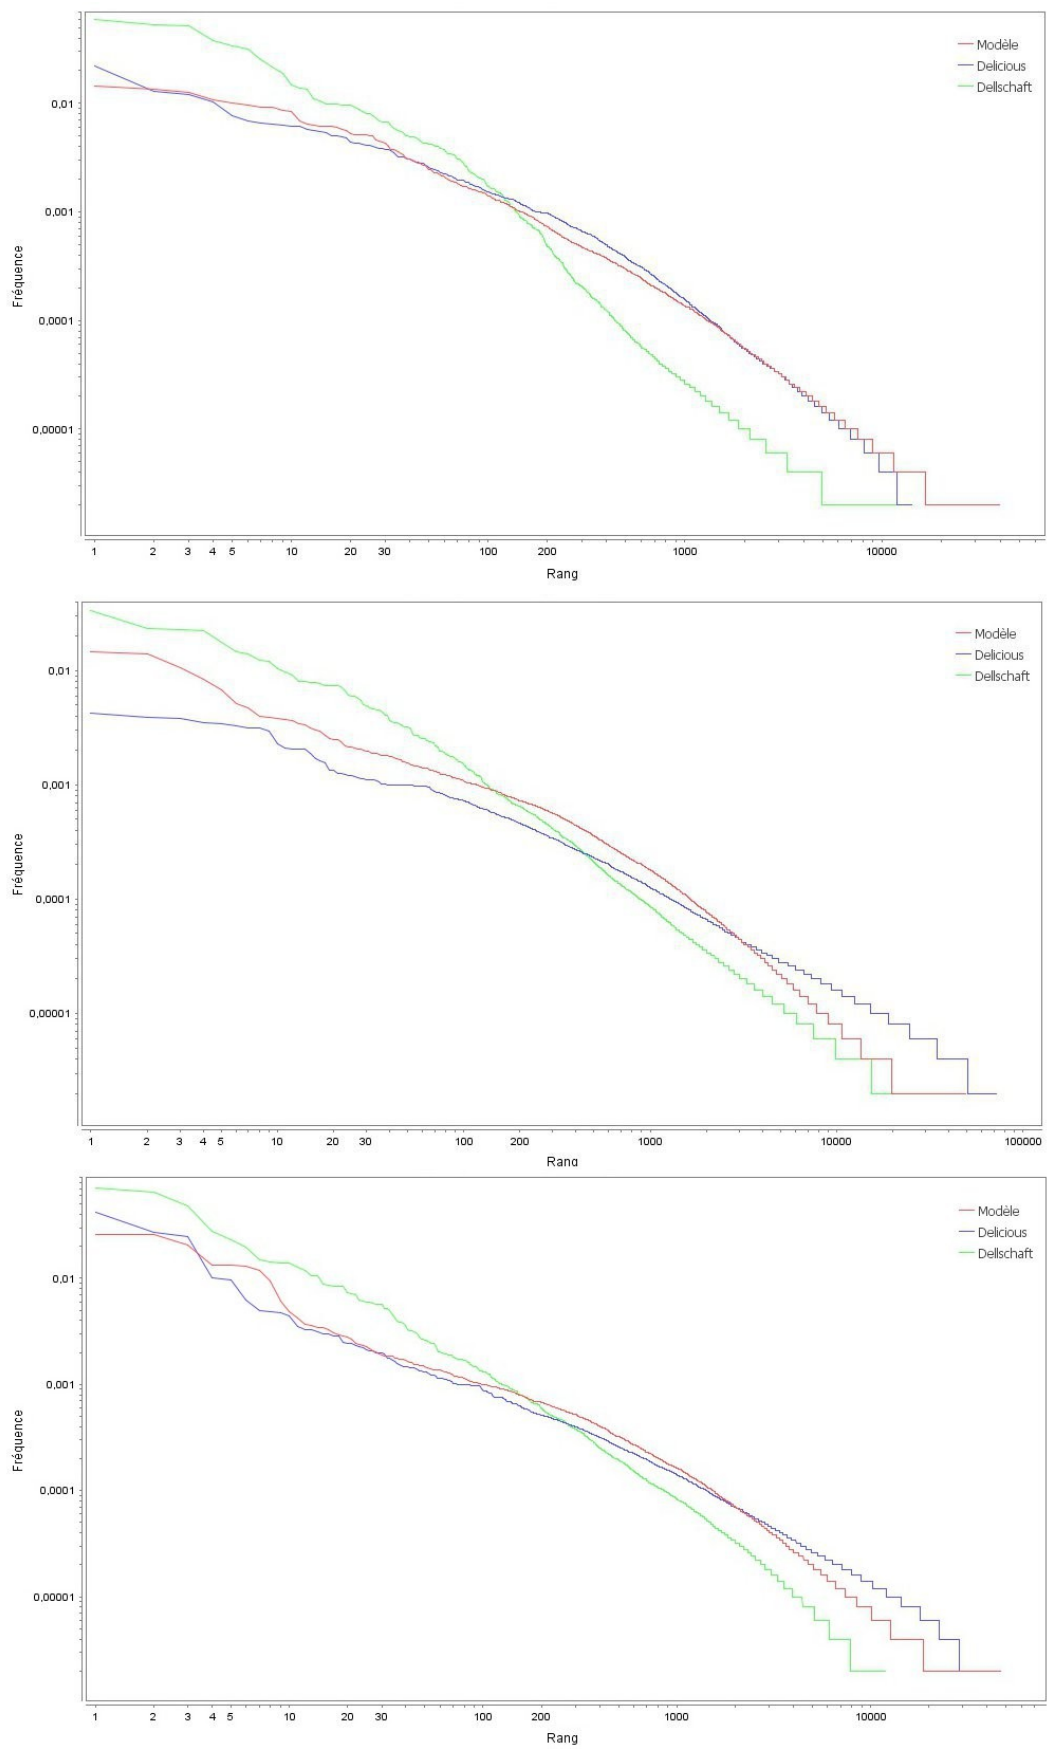 Modèle
Delicious
Dellschaft
0,01
0,001
0,0001
0,00001
Fréquence
1 2 3 4 5 10 20 30 100 200 1000 10000
Rang
Modèle
Delicious
Dellschaft
0,01
0,001
0,0001
0,00001
Fréquence
1 2 3 4 5 10 20 30 100 200 1000 10000 100000
Rang
Modèle
Delicious
Dellschaft
0,01
0,001
0,0001
0,00001
Fréquence
1 2 3 4 5 10 20 30 100 200 1000 10000
Rang